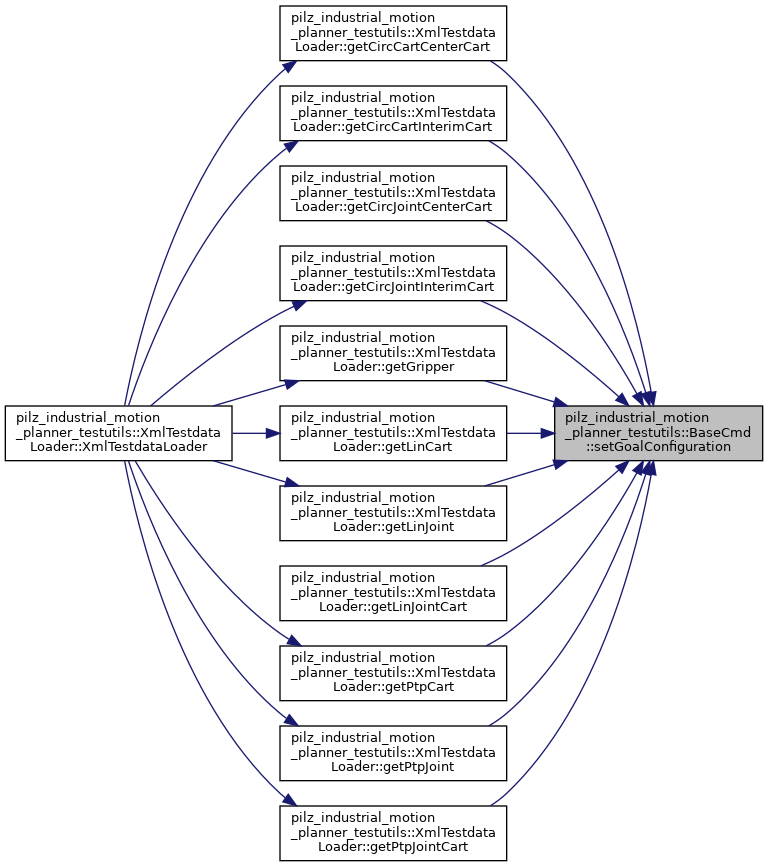 pilz_industrial_motion
_planner_testutils::XmlTestdata
Loader::getCircCartCenterCart
pilz_industrial_motion
_planner_testutils::XmlTestdata
Loader::getCircCartInterimCart
pilz_industrial_motion
_planner_testutils::XmlTestdata
Loader::getCircJointCenterCart
pilz_industrial_motion
_planner_testutils::XmlTestdata
Loader::getCircJointInterimCart
pilz_industrial_motion
_planner_testutils::XmlTestdata
Loader::getGripper
pilz_industrial_motion
_planner_testutils::XmlTestdata
Loader::XmlTestdataLoader
pilz_industrial_motion
_planner_testutils::XmlTestdata
Loader::getLinCart
pilz_industrial_motion
_planner_testutils::BaseCmd
::setGoalConfiguration
pilz_industrial_motion
_planner_testutils::XmlTestdata
Loader::getLinJoint
pilz_industrial_motion
_planner_testutils::XmlTestdata
Loader::getLinJointCart
pilz_industrial_motion
_planner_testutils::XmlTestdata
Loader::getPtpCart
pilz_industrial_motion
_planner_testutils::XmlTestdata
Loader::getPtpJoint
pilz_industrial_motion
_planner_testutils::XmlTestdata
Loader::getPtpJointCart